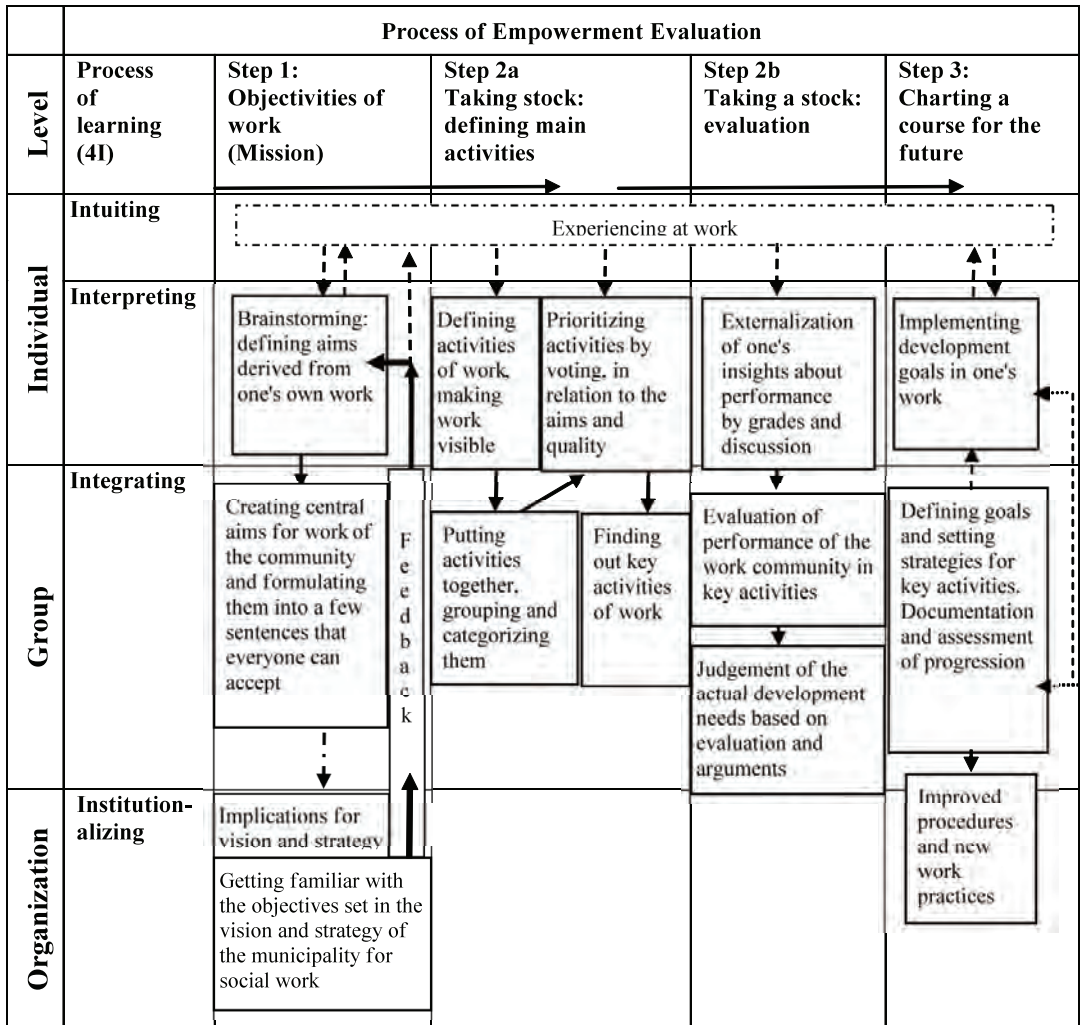 Process of Empowerment Evaluation
Level
Process
of
learning
(4I)
Step 1:
Objectivities of
work
(Mission)
Step 2a
Taking stock:
defining main
activities
Step 2b
Taking a stock:
evaluation
Step 3:
Charting a
course for the
future
Individual
Intuiting
Experiencing at work
Interpreting
Brainstorming:
defining aims
derived from
one's own work
Defining
activities
of work,
making
work
visible
Prioritizing
activities by
voting, in
relation to the
aims and
quality
Externalization
of one's
insights about
performance
by grades and
discussion
Implementing
development
goals in one's
work
Group
Integrating
Creating central
aims for work of
the community
and formulating
them into a few
sentences that
everyone can
accept
Feedback
Putting
activities
together,
grouping and
categorizing
them
Finding
out key
activities
of work
Evaluation of
performance of the
work community in
key activities
Judgement of the
actual development
needs based on
evaluation and
arguments
Defining goals
and setting
strategies for
key activities.
Documentation
and assessment
of progression
Organization
Institution-
alizing
Implications for
vision and strategy
Getting familiar with
the objectives set in the
vision and strategy of
the municipality for
social work
Improved
procedures
and new
work
practices